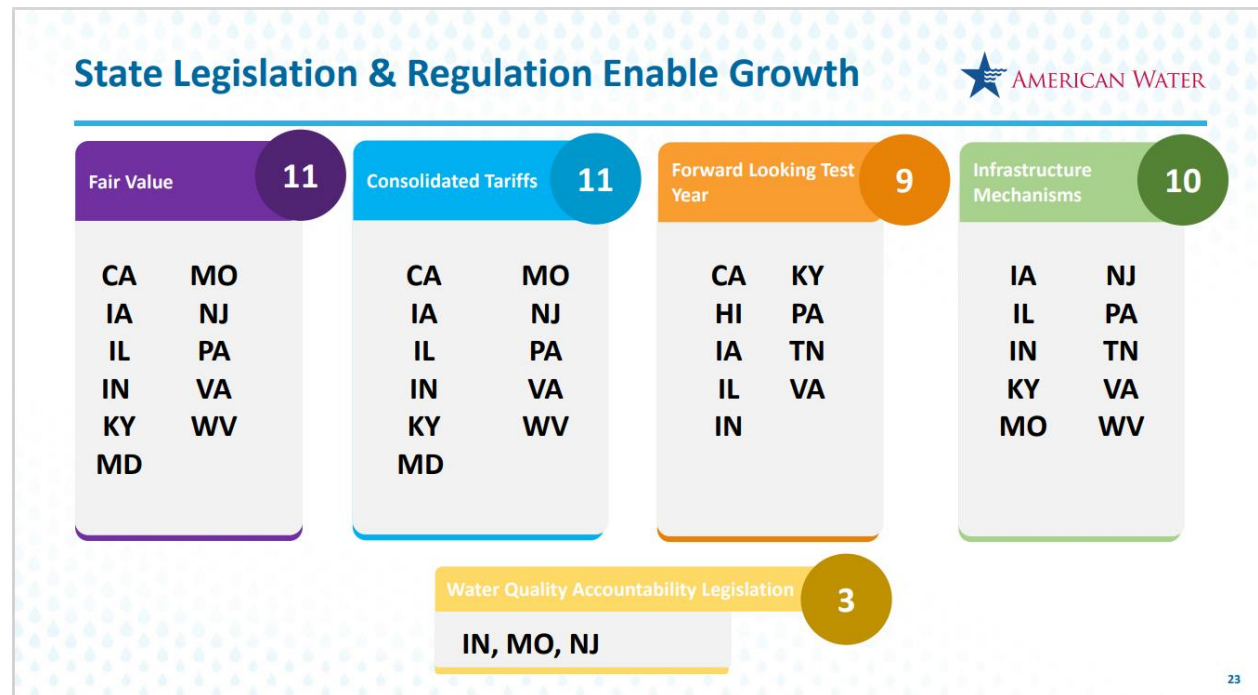 State Legislation & Regulation Enable Growth
AMERICAN WATER
Fair Value
11
CA MO
IA NJ
IL PA
IN VA
KY WV
MD
Consolidated Tariffs
11
CA MO
IA NJ
IL PA
IN VA
KY WV
MD
Forward Looking Test
Year
9
CA KY
HI PA
IA TN
IL VA
IN
Infrastructure
Mechanisms
10
IA NJ
IL PA
IN TN
KY VA
MO WV
Water Quality Accountability Legislation
3
IN, MO, NJ
23